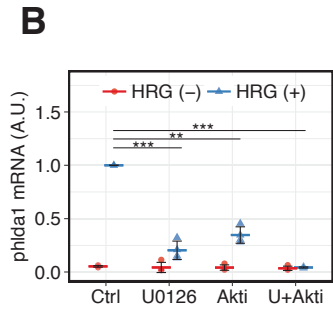 B
HRG (−) HRG (+)
phlda1 mRNA (A.U.)
1.5
1.0
0.5
0.0
***
**
***
Ctrl U0126 Akti U+Akti